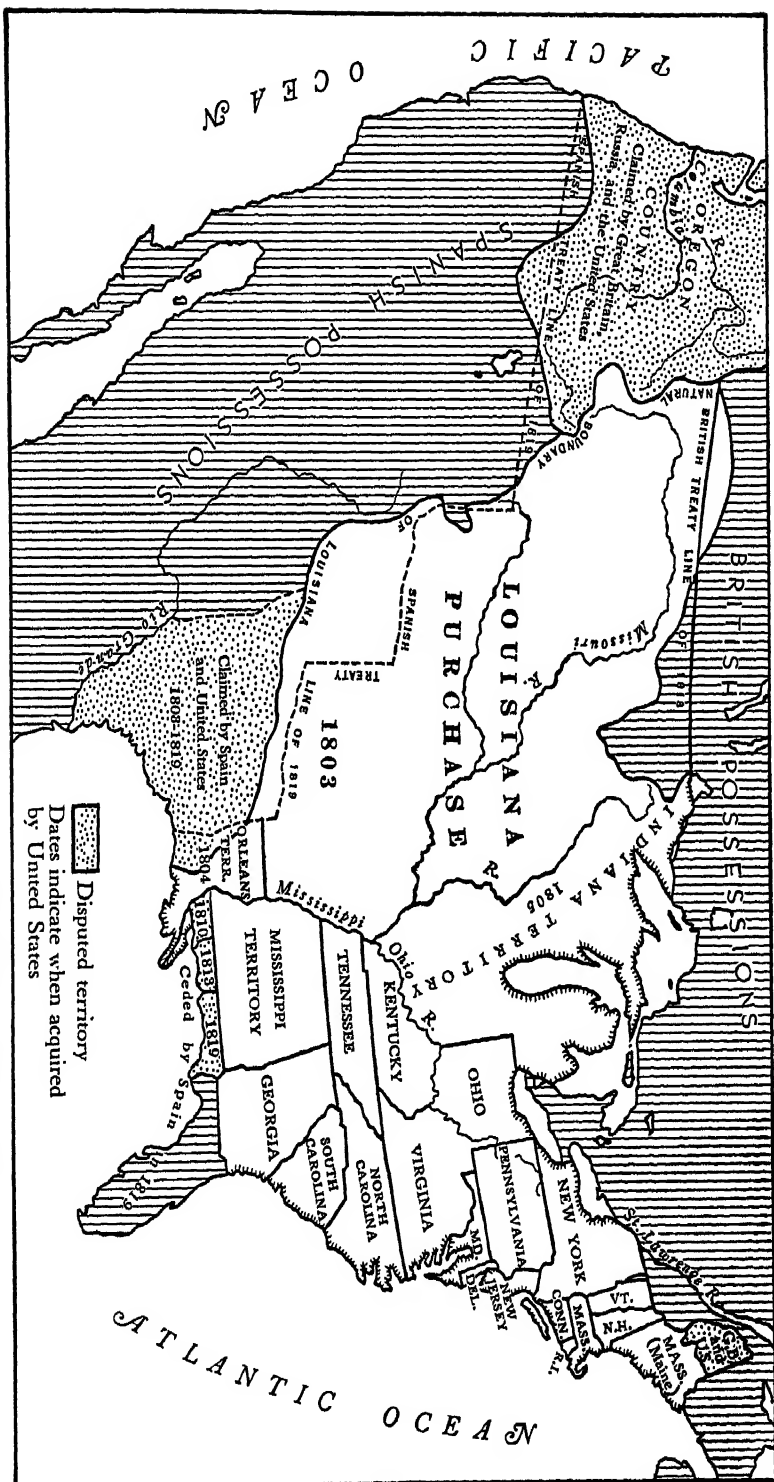 PACIFIC OCEAN
OREGON
COUNTRY
Columbia R.
Claimed by Great Britain,
Russia, and the United States
SPANISH TREATY LINE OF 1819
SPANISH POSSESSIONS
BRITISH POSSESSIONS
NATURAL BOUNDARY OF LOUISIANA
BRITISH TREATY LINE OF 1818
Missouri R.
LOUISIANA
PURCHASE
1803
SPANISH TREATY LINE OF 1819
Rio Grande
Claimed by Spain
and United States
1803-1819
ORLEANS
TERR.
1804
1810
1813
1819
Ceded by Spain in 1819
Mississippi R.
INDIANA TERRITORY
1805
Ohio R.
MISSISSIPPI
TERRITORY
TENNESSEE
KENTUCKY
OHIO
GEORGIA
SOUTH
CAROLINA
NORTH
CAROLINA
VIRGINIA
PENNSYLVANIA
MD.
DEL.
NEW
JERSEY
NEW YORK
CONN.
R.I.
MASS.
VT.
N.H.
MASS.
(Maine)
G.B.
and
U.S.
St. Lawrence R.
ATLANTIC OCEAN
Disputed territory
Dates indicate when acquired
by United States